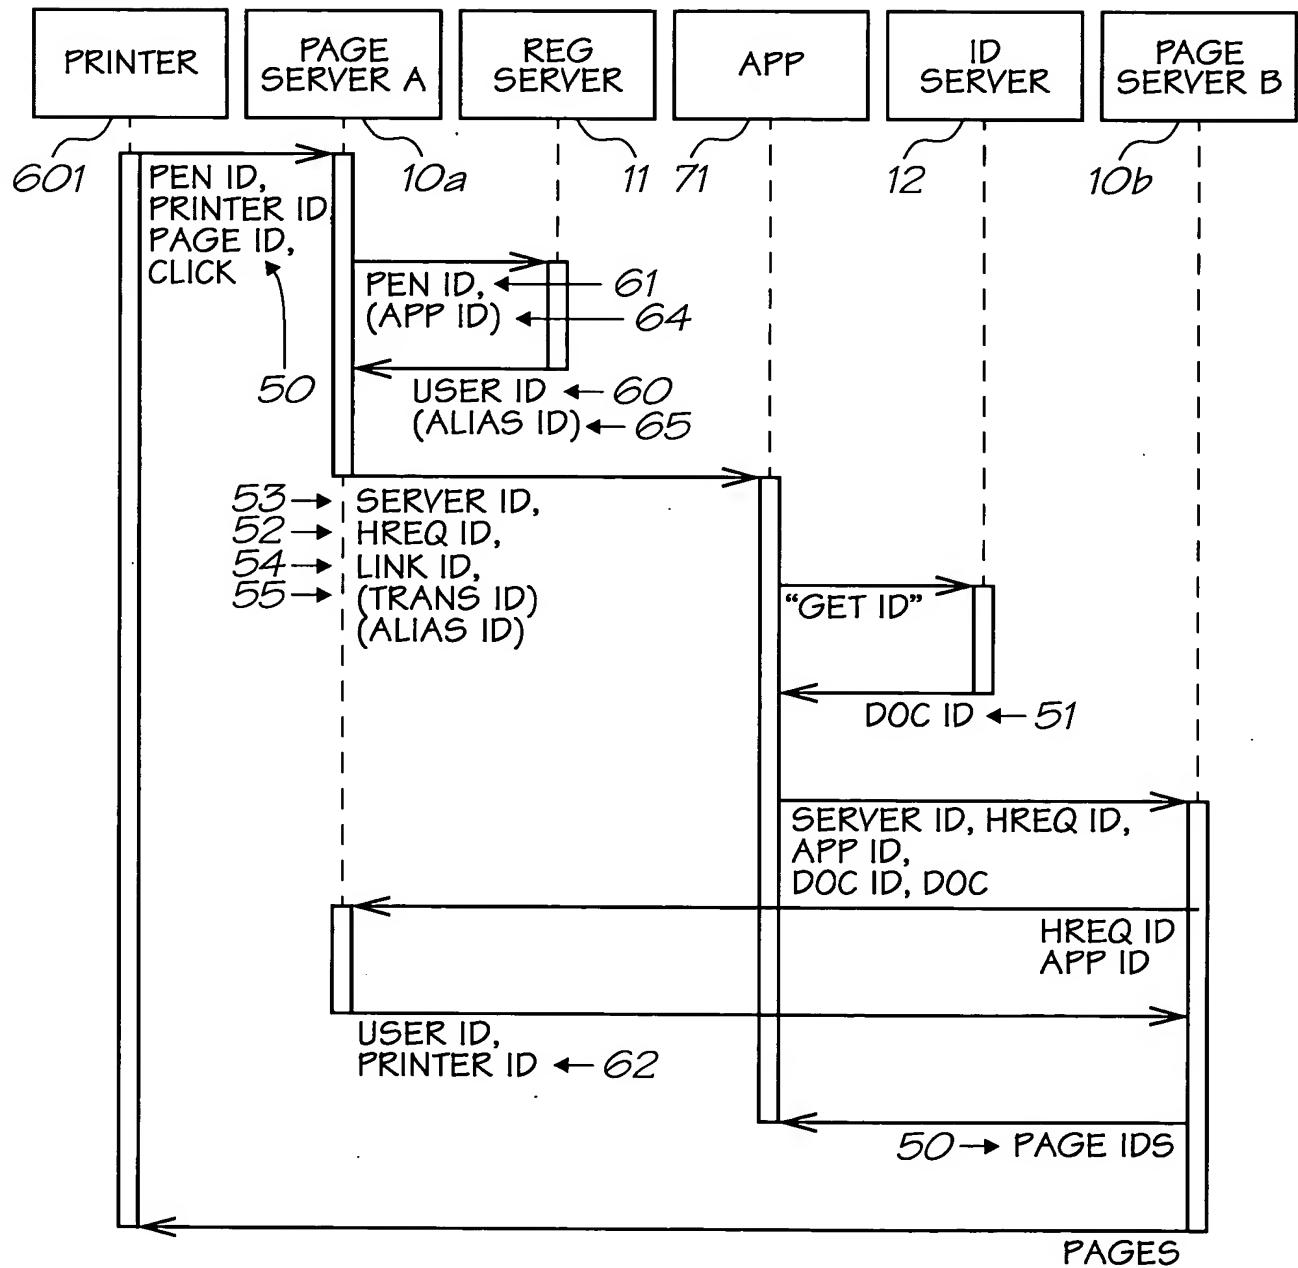 PRINTER
PAGE
SERVER A
REG
SERVER
APP
ID
SERVER
PAGE
SERVER B
601
10a
11
71
12
10b
PEN ID,
PRINTER ID
PAGE ID,
CLICK
50
PEN ID,
61
(APP ID)
64
USER ID
60
(ALIAS ID)
65
53
SERVER ID,
52
HREQ ID,
54
LINK ID,
55
(TRANS ID)
(ALIAS ID)
“GET ID”
DOC ID
51
SERVER ID, HREQ ID,
APP ID,
DOC ID, DOC
HREQ ID
APP ID
USER ID,
PRINTER ID
62
50
PAGE IDS
PAGES